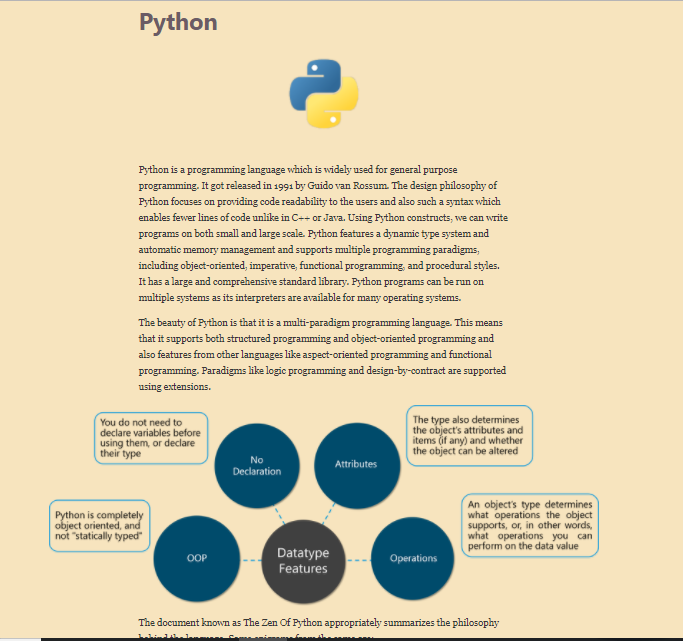 Python
Python is a programming language which is widely used for general purpose
programming. It got released in 1991 by Guido van Rossum. The design philosophy of
Python focuses on providing code readability to the users and also such a syntax which
enables fewer lines of code unlike in C++ or Java. Using Python constructs, we can write
programs on both small and large scale. Python features a dynamic type system and
automatic memory management and supports multiple programming paradigms,
including object-oriented, imperative, functional programming, and procedural styles.
It has a large and comprehensive standard library. Python programs can be run on
multiple systems as its interpreters are available for many operating systems.
The beauty of Python is that it is a multi-paradigm programming language. This means
that it supports both structured programming and object-oriented programming and
also features from other languages like aspect-oriented programming and functional
programming. Paradigms like logic programming and design-by-contract are supported
using extensions.
You do not need to
declare variables before
using them, or declare
their type
No
Declaration
Attributes
The type also determines
the object's attributes and
items (if any) and whether
the object can be altered
Python is completely
object oriented, and
not "statically typed"
OOP
Datatype
Features
Operations
An object's type determines
what operations the object
supports, or, in other words,
what operations you can
perform on the data value
The document known as The Zen Of Python appropriately summarizes the philosophy
behind the language. Some